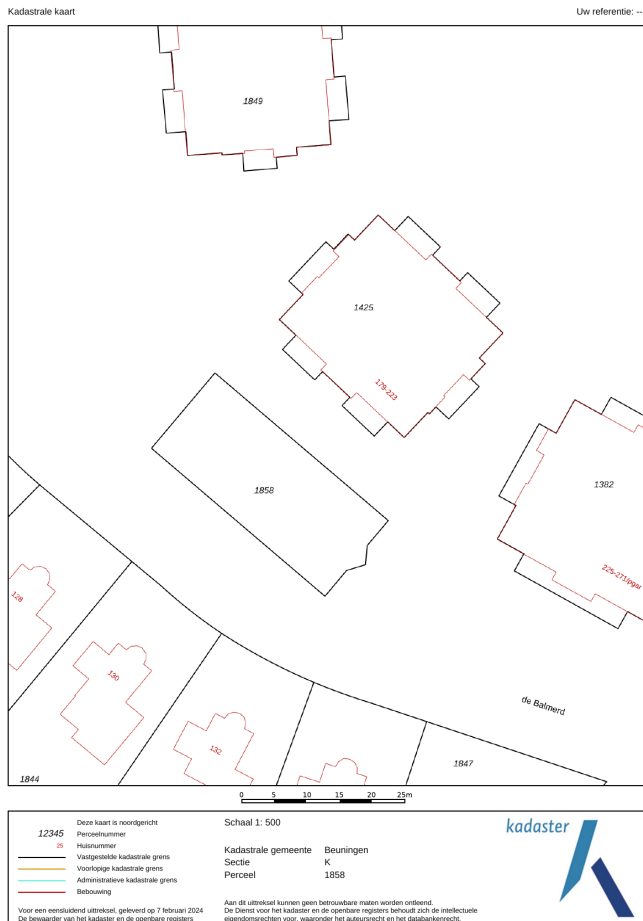 Kadastrale kaart
Uw referentie: --
1849
1425
179-223
1858
1382
225-271/pgar
128
130
132
de Balmerd
1844
1847
0 5 10 15 20 25m
Deze kaart is noordgericht
12345 Perceelnummer
25 Huisnummer
Vastgestelde kadastrale grens
Voorlopige kadastrale grens
Administratieve kadastrale grens
Bebouwing
Voor een eensluidend uittreksel, geleverd op 7 februari 2024
De bewaarder van het kadaster en de openbare registers
Schaal 1: 500
Kadastrale gemeente Beuningen
Sectie K
Perceel 1858
Aan dit uittreksel kunnen geen betrouwbare maten worden ontleend.
De Dienst voor het kadaster en de openbare registers behoudt zich de intellectuele
eigendomsrechten voor, waaronder het auteursrecht en het databankenrecht.
kadaster